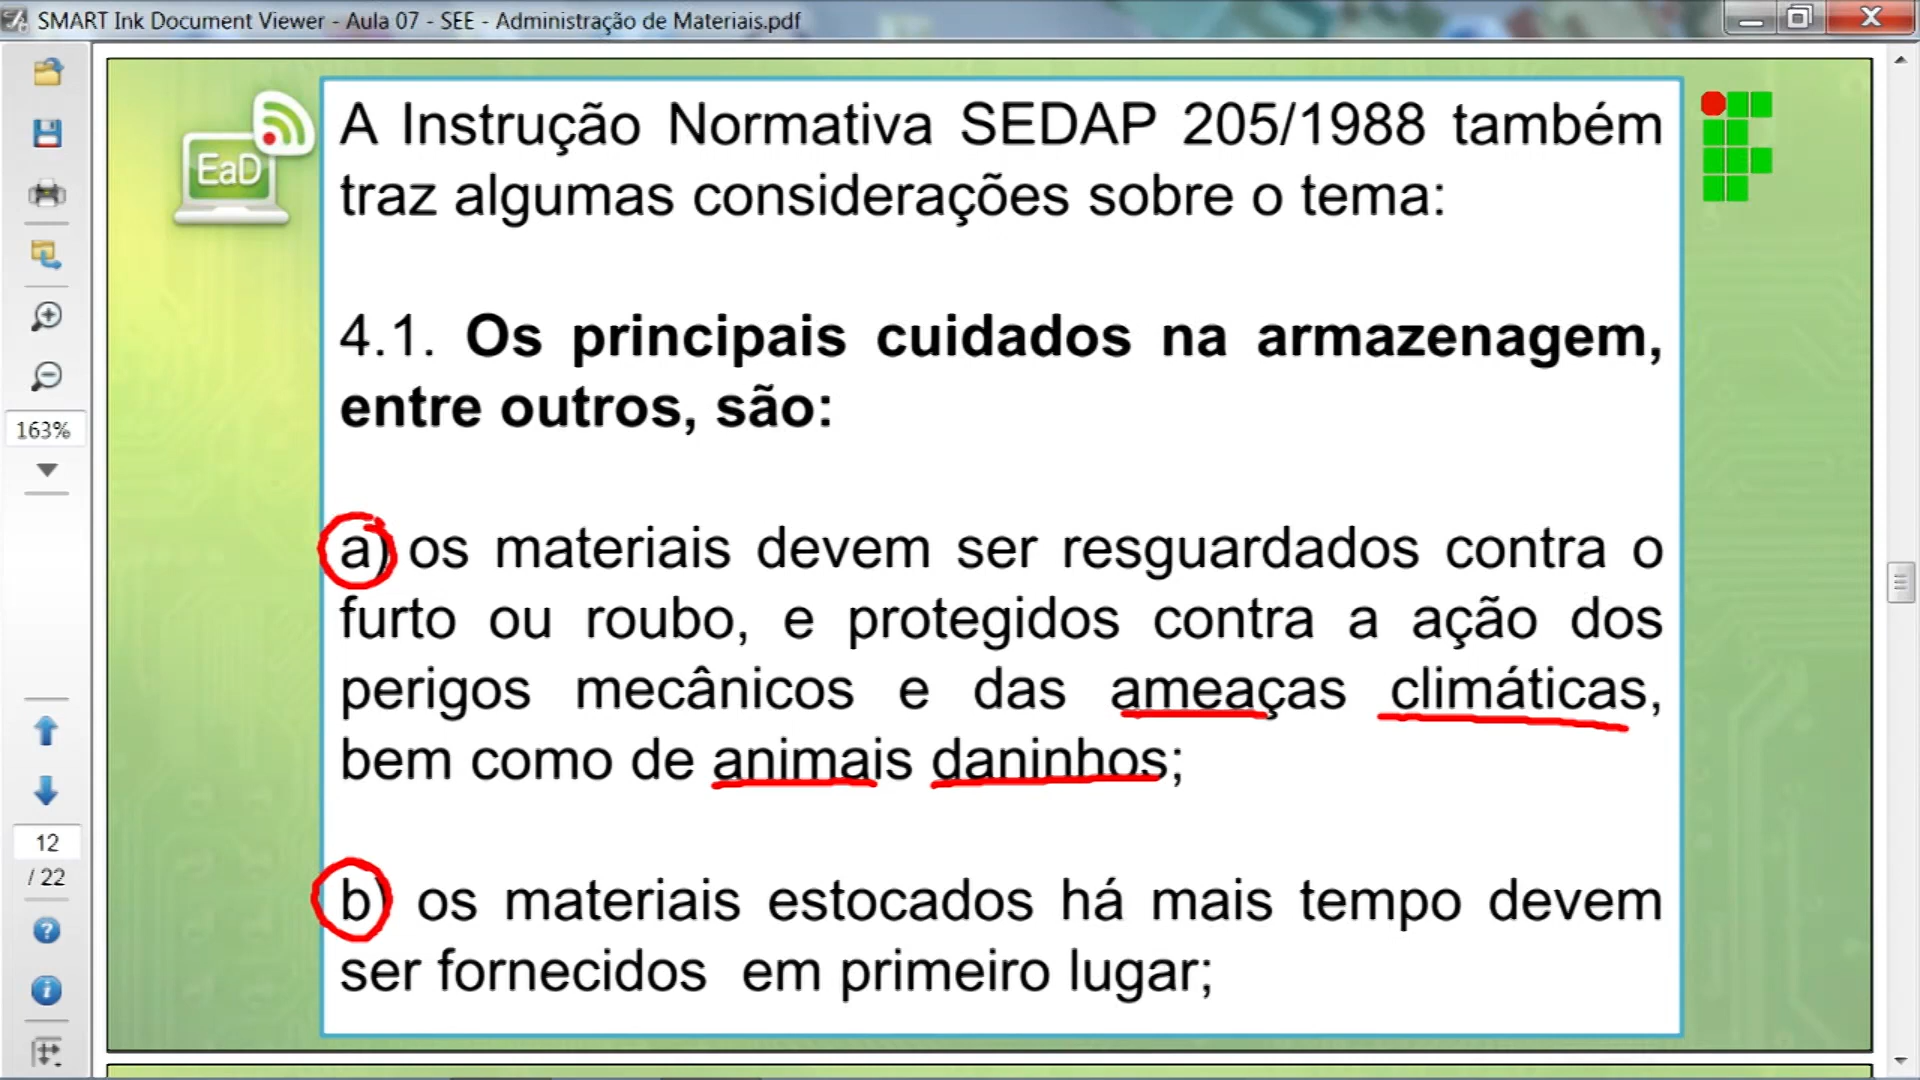 SMART Ink Document Viewer - Aula 07 - SEE - Administração de Materiais.pdf
EaD
A Instrução Normativa SEDAP 205/1988 também
traz algumas considerações sobre o tema:
4.1. Os principais cuidados na armazenagem,
entre outros, são:
a) os materiais devem ser resguardados contra o
furto ou roubo, e protegidos contra a ação dos
perigos mecânicos e das ameaças climáticas,
bem como de animais daninhos;
b) os materiais estocados há mais tempo devem
ser fornecidos em primeiro lugar;
163%
12
/ 22